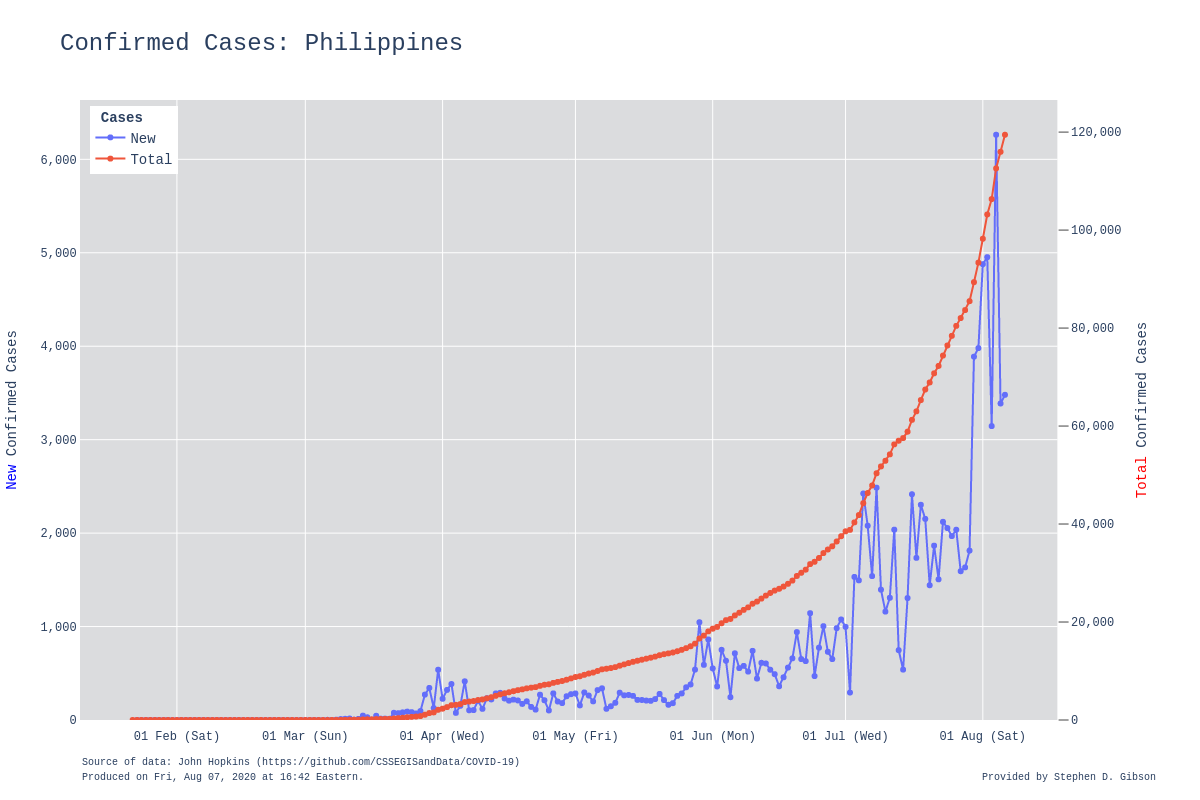 Confirmed Cases: Philippines
Cases
New
Total
6,000
5,000
4,000
3,000
2,000
1,000
0
New Confirmed Cases
120,000
100,000
80,000
60,000
40,000
20,000
0
Total Confirmed Cases
01 Feb (Sat)
01 Mar (Sun)
01 Apr (Wed)
01 May (Fri)
01 Jun (Mon)
01 Jul (Wed)
01 Aug (Sat)
Source of data: John Hopkins (https://github.com/CSSEGISandData/COVID-19)
Produced on Fri, Aug 07, 2020 at 16:42 Eastern.
Provided by Stephen D. Gibson